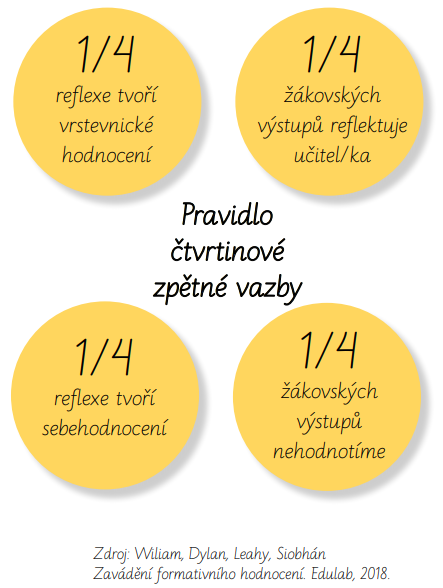 1/4
reflexe tvoří
vrstevnické
hodnocení
1/4
žákovských
výstupů reflektuje
učitel/ka
Pravidlo
čtvrtinové
zpětné vazby
1/4
reflexe tvoří
sebehodnocení
1/4
žákovských
výstupů
nehodnotíme
Zdroj: Wiliam, Dylan, Leahy, Siobhán
Zavádění formativního hodnocení. Edulab, 2018.